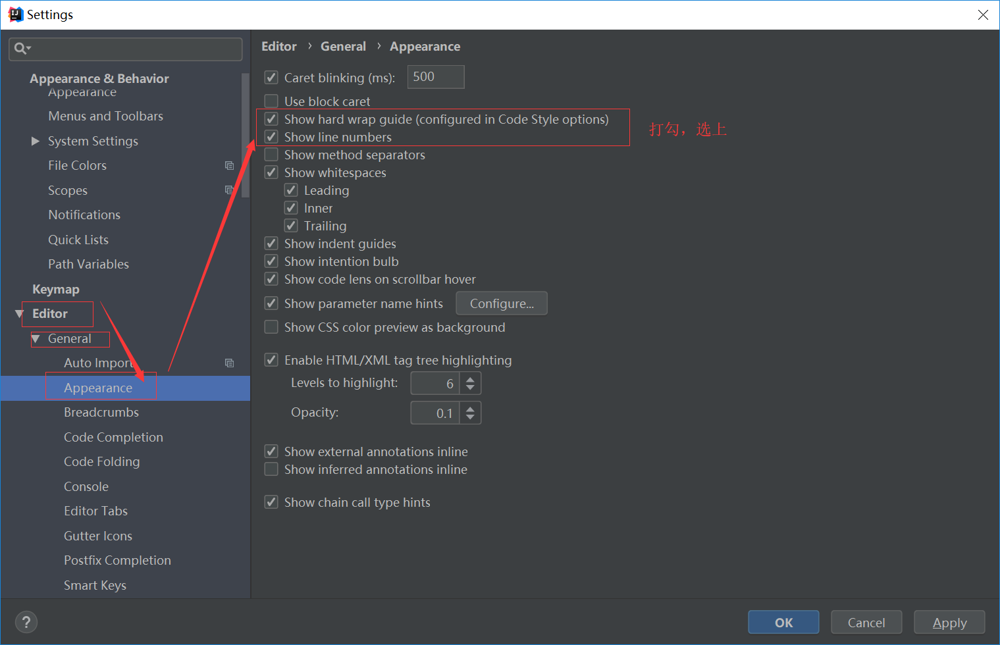 Settings
Appearance & Behavior
Appearance
Menus and Toolbars
System Settings
File Colors
Scopes
Notifications
Quick Lists
Path Variables
Keymap
Editor
General
Auto Import
Appearance
Breadcrumbs
Code Completion
Code Folding
Console
Editor Tabs
Gutter Icons
Postfix Completion
Smart Keys
Editor › General › Appearance
Caret blinking (ms): 500
Use block caret
Show hard wrap guide (configured in Code Style options)
Show line numbers
打勾，选上
Show method separators
Show whitespaces
Leading
Inner
Trailing
Show indent guides
Show intention bulb
Show code lens on scrollbar hover
Show parameter name hints Configure...
Show CSS color preview as background
Enable HTML/XML tag tree highlighting
Levels to highlight: 6
Opacity: 0.1
Show external annotations inline
Show inferred annotations inline
Show chain call type hints
? OK Cancel Apply